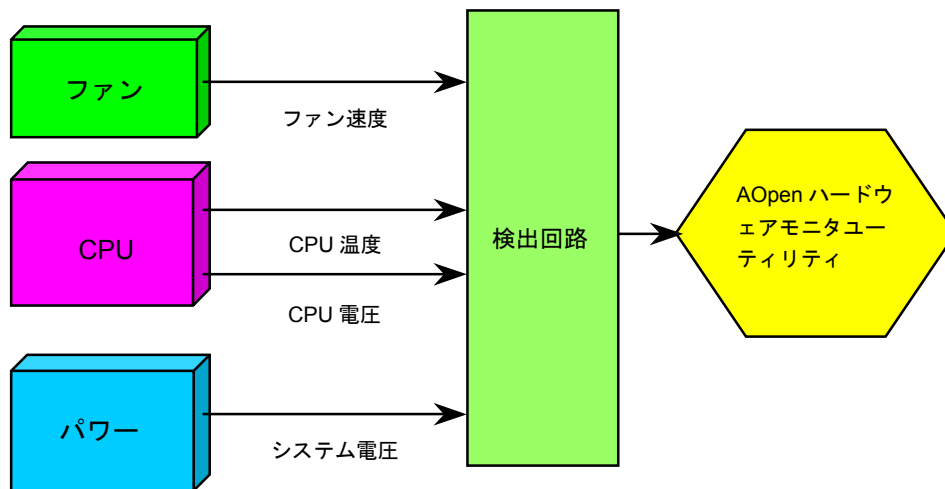 ファン
ファン速度
CPU
CPU 温度
CPU 電圧
パワー
システム電圧
検出回路
AOpen ハードウ
ェアモニタユー
ティリティ